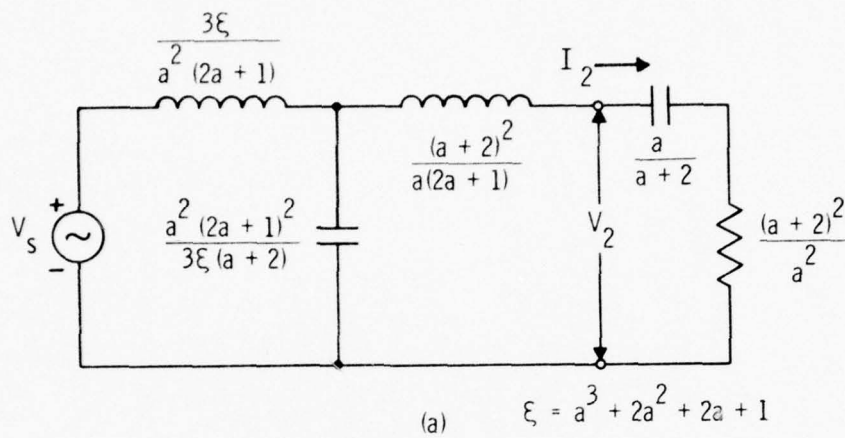 3ξ
a² (2a + 1)
I₂
(a + 2)²
a(2a + 1)
a
a + 2
+
Vₛ
-
a² (2a + 1)²
3ξ (a + 2)
V₂
(a + 2)²
a²
(a)
ξ = a³ + 2a² + 2a + 1